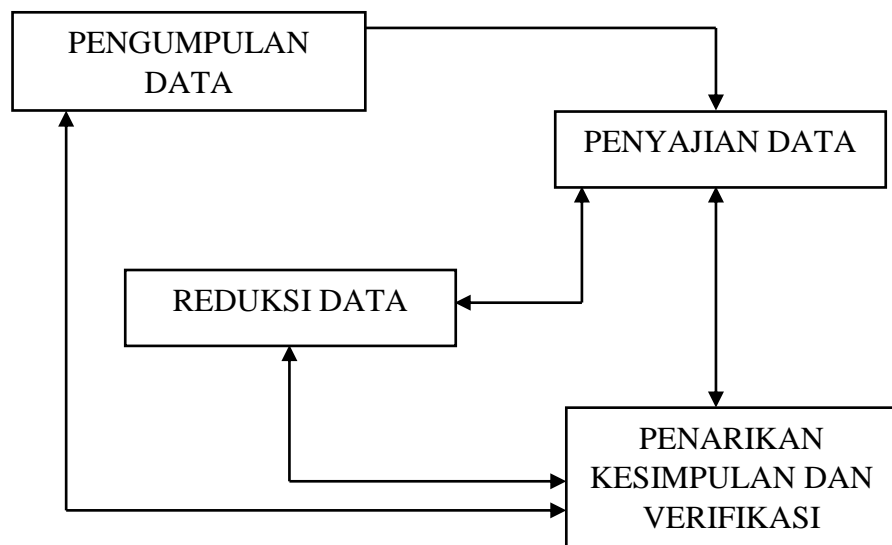 PENGUMPULAN
DATA
PENYAJIAN DATA
REDUKSI DATA
PENARIKAN
KESIMPULAN DAN
VERIFIKASI